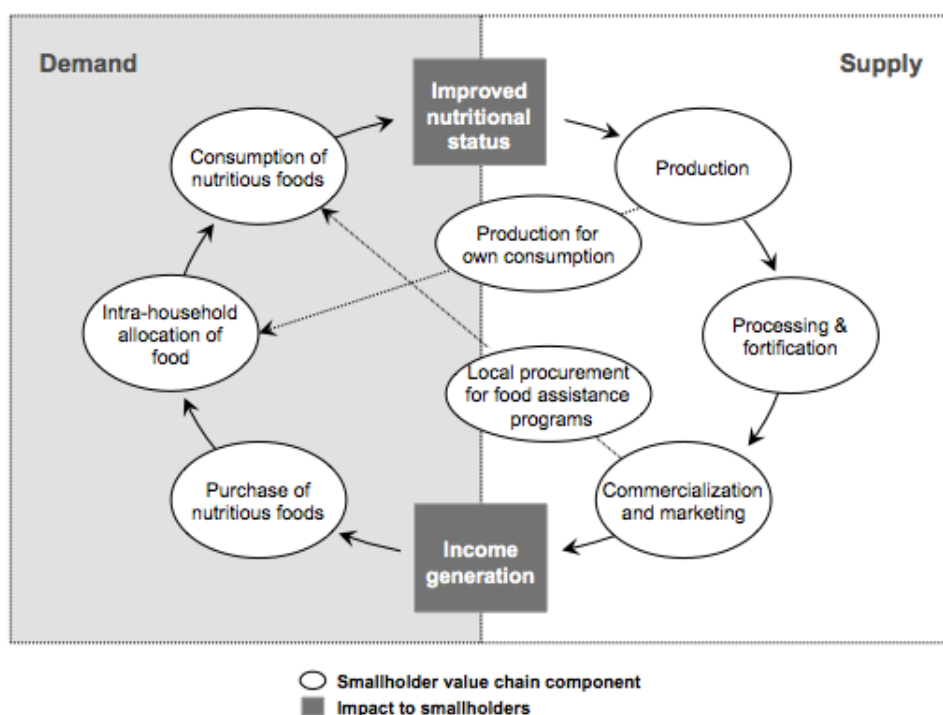 Demand
Supply
Improved
nutritional
status
Consumption of
nutritious foods
Production
Production for
own consumption
Intra-household
allocation of
food
Processing &
fortification
Local procurement
for food assistance
programs
Purchase of
nutritious foods
Commercialization
and marketing
Income
generation
Smallholder value chain component
Impact to smallholders